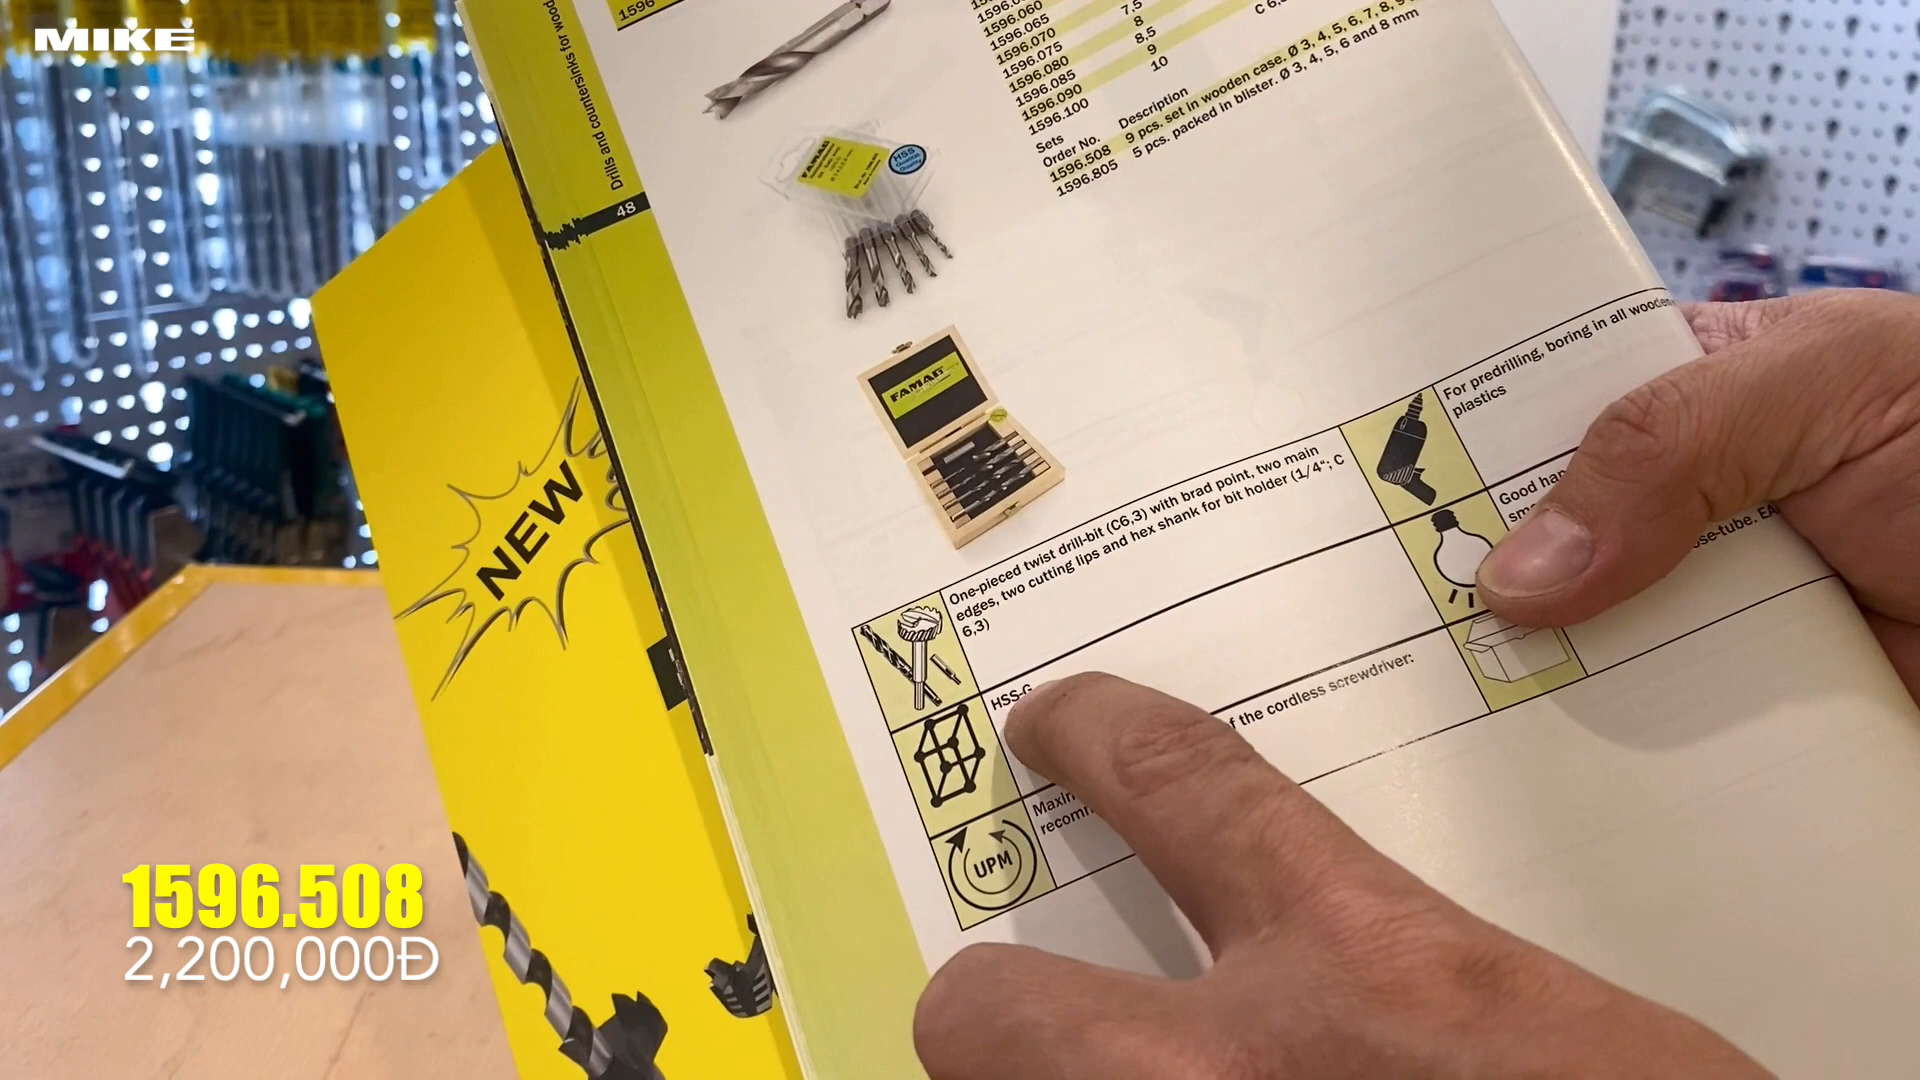 MIKE
Drills and countersinks for wood
48
1596
1596.060
1596.065 7,5
1596.070 8
1596.075 8,5
1596.080 9
1596.085 10
1596.090
1596.100
Sets
Order No. Description
1596.508 9 pcs. set in wooden case. Ø 3, 4, 5, 6, 7, 8,
1596.805 5 pcs. packed in blister. Ø 3, 4, 5, 6 and 8 mm
FAMAG
HSS
Quality
FAMAG
NEW
One-pieced twist drill-bit (C6,3) with brad point, two main
edges, two cutting lips and hex shank for bit holder (1/4"; C
6,3)
HSS-G
of the cordless screwdriver:
UPM
For predrilling, boring in all wooden
plastics
Good
1596.508
2,200,000Đ